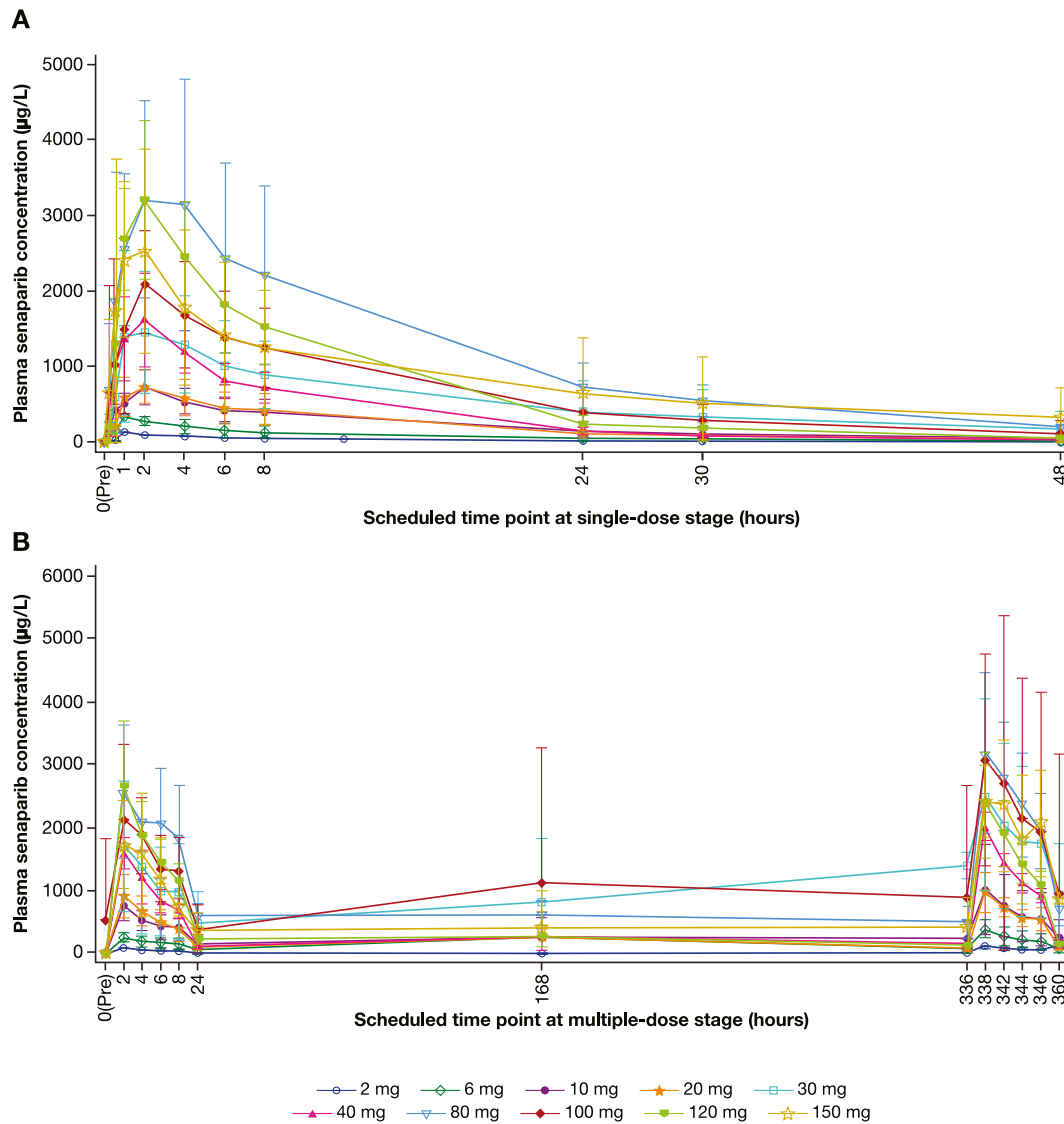 A
Plasma senaparib concentration (µg/L)
5000
4000
3000
2000
1000
0
0(Pre) 1 2 4 6 8 24 30 48
Scheduled time point at single-dose stage (hours)
B
Plasma senaparib concentration (µg/L)
6000
5000
4000
3000
2000
1000
0
0(Pre) 2 4 6 8 24 168 336 338 342 344 346 360
Scheduled time point at multiple-dose stage (hours)
2 mg 6 mg 10 mg 20 mg 30 mg
40 mg 80 mg 100 mg 120 mg 150 mg